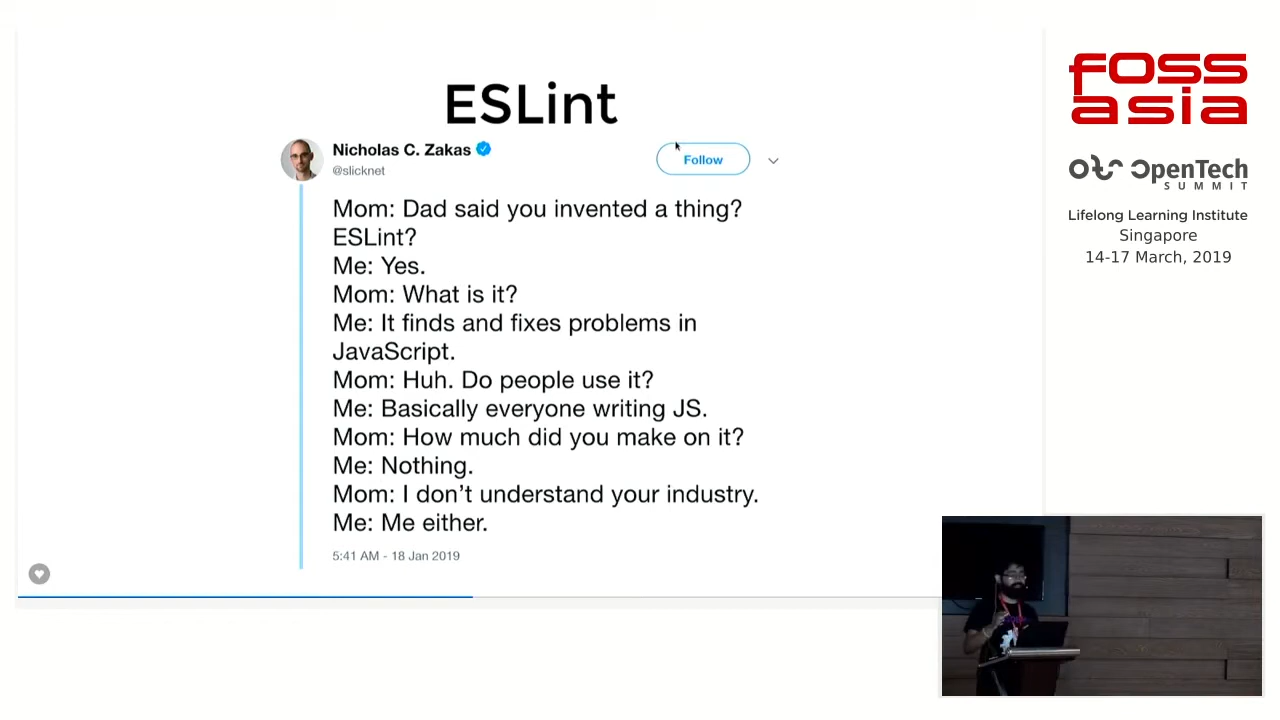 ESLint
Nicholas C. Zakas
@slicknet
Follow
Mom: Dad said you invented a thing?
ESLint?
Me: Yes.
Mom: What is it?
Me: It finds and fixes problems in
JavaScript.
Mom: Huh. Do people use it?
Me: Basically everyone writing JS.
Mom: How much did you make on it?
Me: Nothing.
Mom: I don’t understand your industry.
Me: Me either.
5:41 AM - 18 Jan 2019
FOSS
asia
OpenTech
SUMMIT
Lifelong Learning Institute
Singapore
14-17 March, 2019